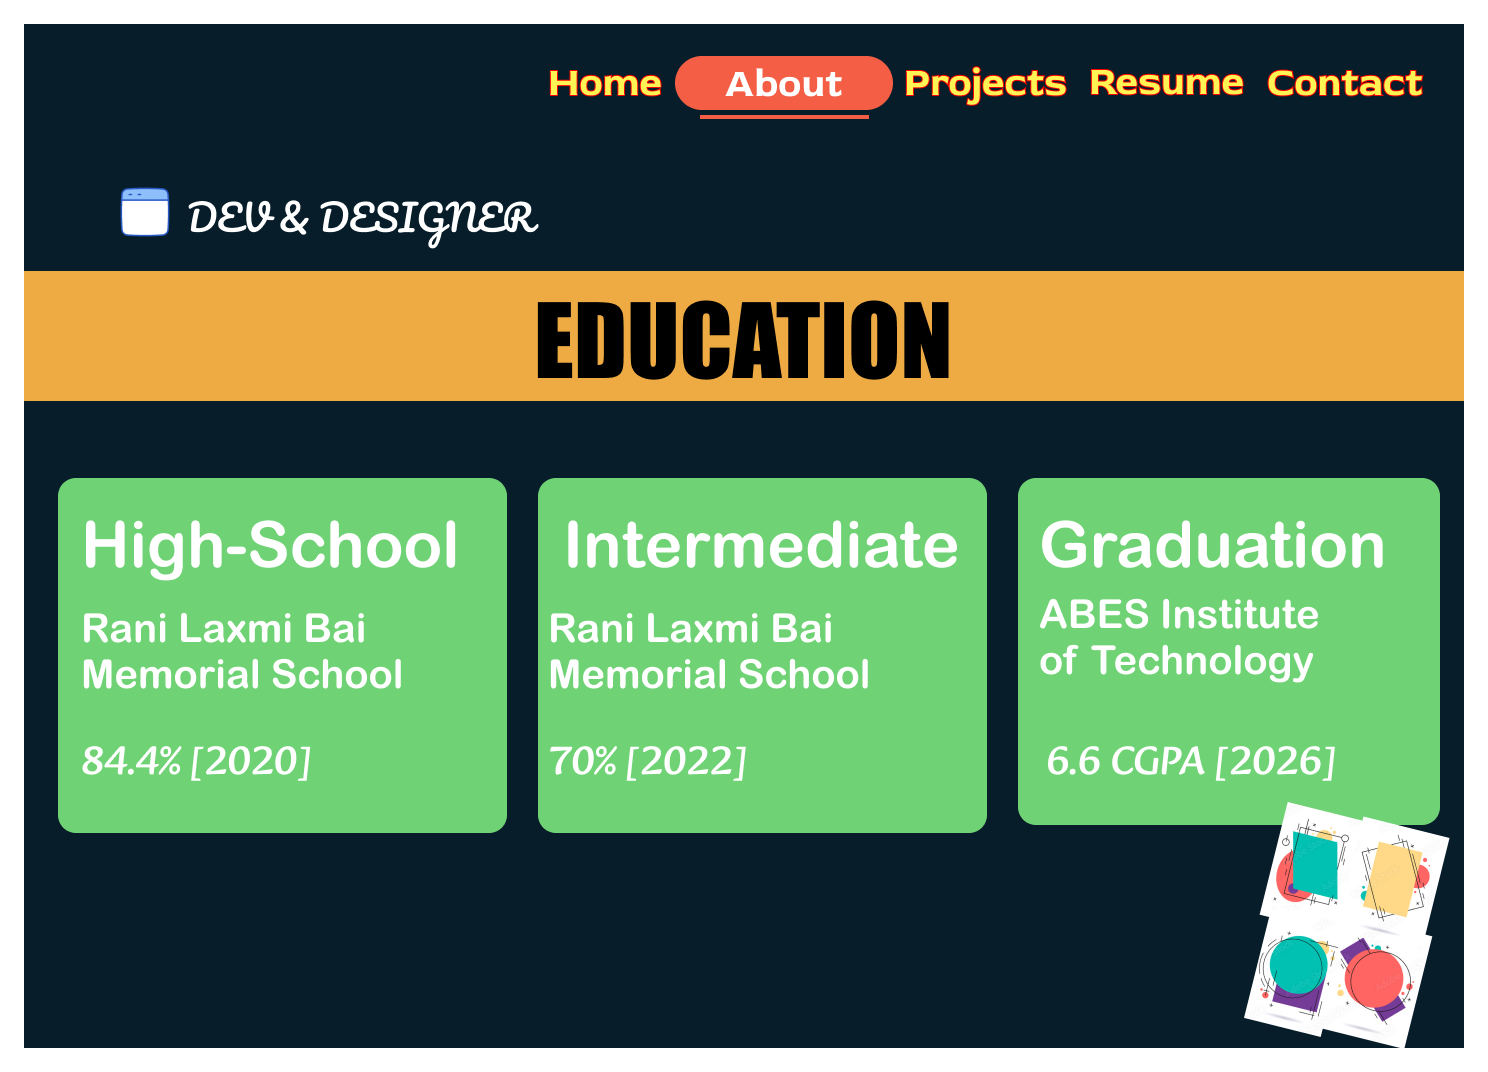 Home About Projects Resume Contact
DEV & DESIGNER
EDUCATION
High-School
Rani Laxmi Bai
Memorial School
84.4% [2020]
Intermediate
Rani Laxmi Bai
Memorial School
70% [2022]
Graduation
ABES Institute
of Technology
6.6 CGPA [2026]